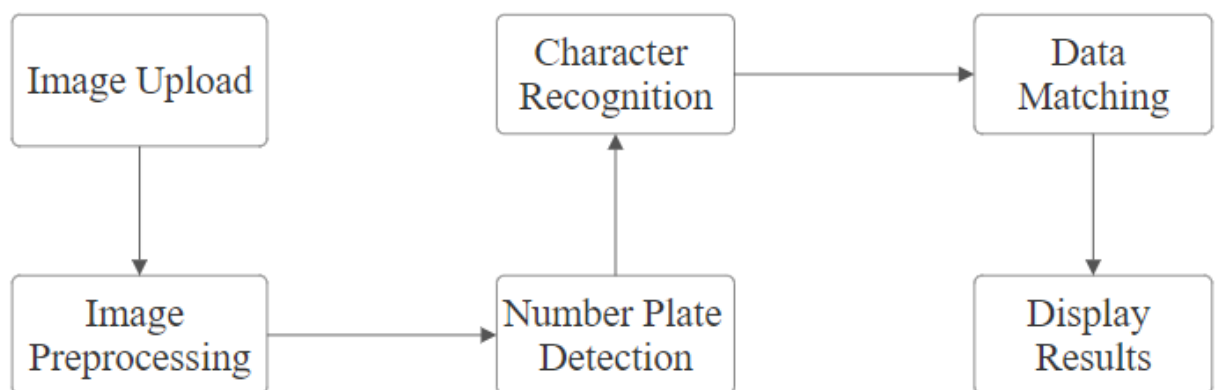 Image Upload
Image
Preprocessing
Number Plate
Detection
Character
Recognition
Data
Matching
Display
Results